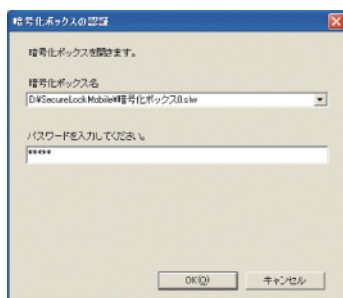 暗号化ボックスの認証
暗号化ボックスを開きます。
暗号化ボックス名
D:¥SecureLockMobile¥暗号化ボックス0.slw
パスワードを入力してください。
*****
OK(O)
キャンセル